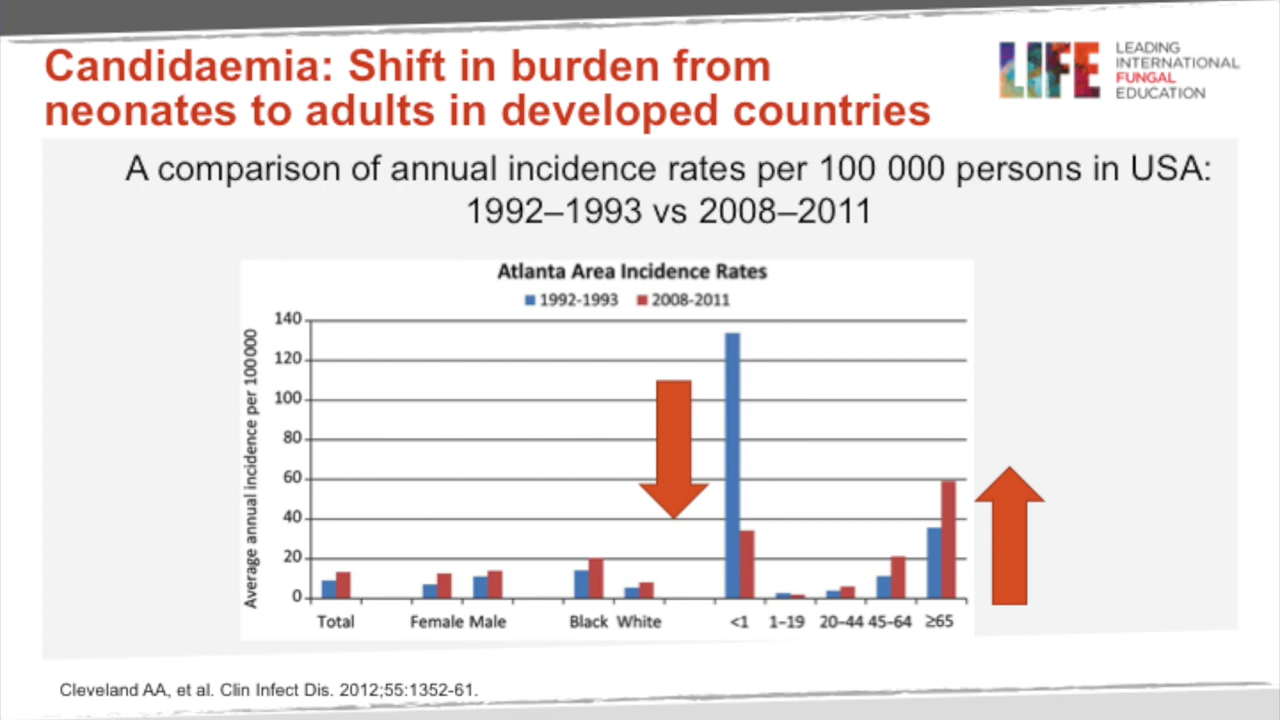 Candidaemia: Shift in burden from
neonates to adults in developed countries
LIFE
LEADING
INTERNATIONAL
FUNGAL
EDUCATION
A comparison of annual incidence rates per 100 000 persons in USA:
1992–1993 vs 2008–2011
Atlanta Area Incidence Rates
1992-1993 2008-2011
Average annual incidence per 100000
140
120
100
80
60
40
20
0
Total Female Male Black White <1 1–19 20–44 45–64 ≥65
Cleveland AA, et al. Clin Infect Dis. 2012;55:1352-61.